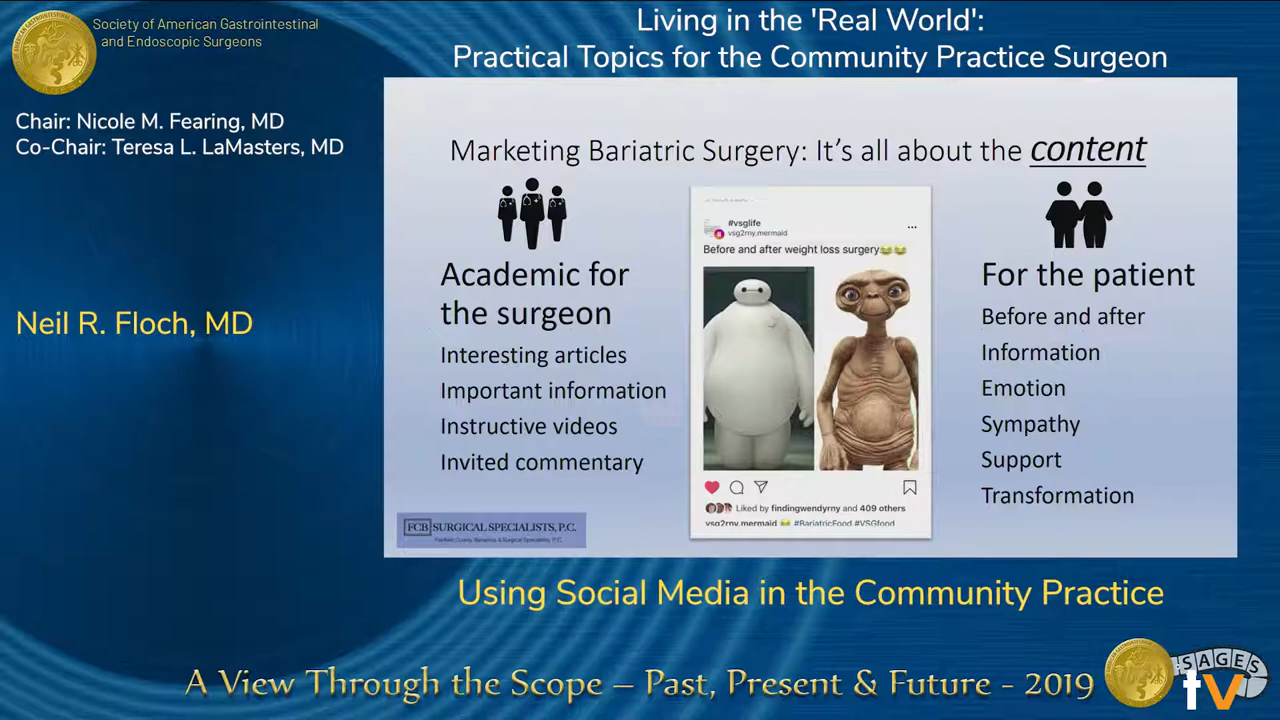 Society of American Gastrointestinal
and Endoscopic Surgeons
Living in the 'Real World':
Practical Topics for the Community Practice Surgeon
Chair: Nicole M. Fearing, MD
Co-Chair: Teresa L. LaMasters, MD
Neil R. Floch, MD
Marketing Bariatric Surgery: It's all about the content
Academic for
the surgeon
Interesting articles
Important information
Instructive videos
Invited commentary
#vsglife
vsg2rny.mermaid
Before and after weight loss surgery😂😂
Liked by findingwendyrny and 409 others
vsg2rny.mermaid 😂 #BariatricFood #VSGfood
For the patient
Before and after
Information
Emotion
Sympathy
Support
Transformation
FCB SURGICAL SPECIALISTS, P.C.
Using Social Media in the Community Practice
A View Through the Scope – Past, Present & Future - 2019
SAGES
tv